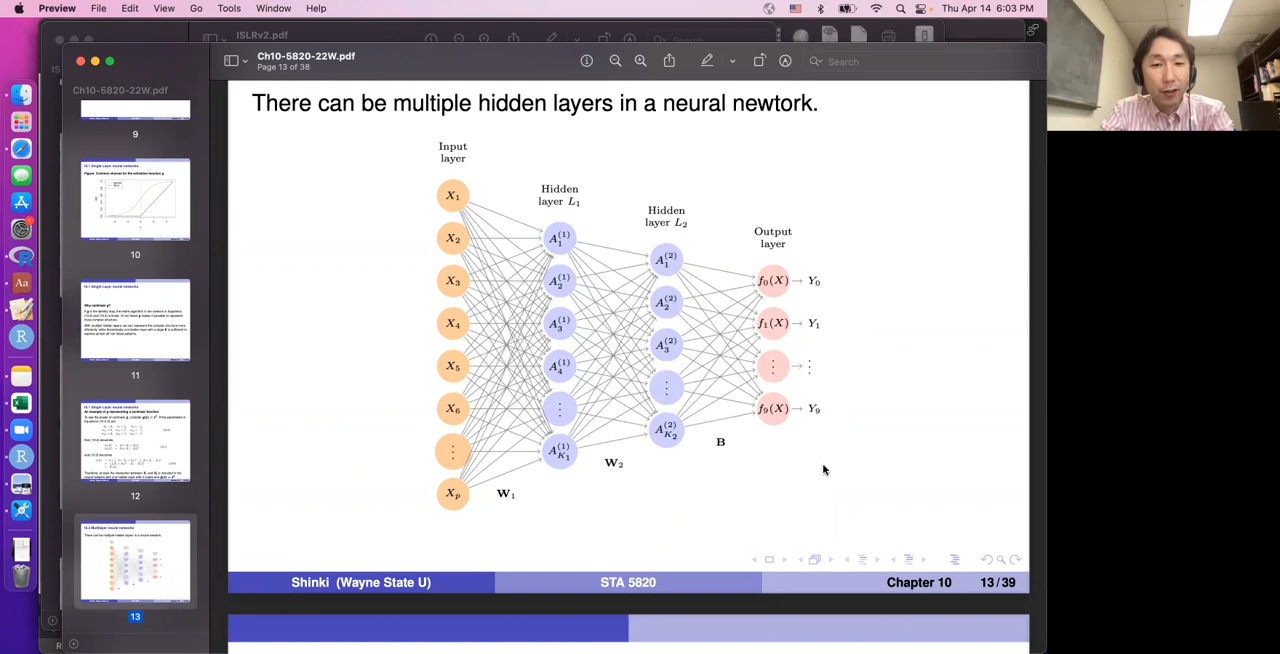 Preview File Edit View Go Tools Window Help
Thu Apr 14 6:03 PM
ISLRv2.pdf
Ch10-5820-22W.pdf
Page 13 of 38
Search
Ch10-5820-22W.pdf
9
10
11
12
13
There can be multiple hidden layers in a neural newtork.
Input
layer
Hidden
layer L₁
Hidden
layer L₂
Output
layer
X₁
X₂
X₃
X₄
X₅
X₆
⋮
Xₚ
A₁⁽¹⁾
A₂⁽¹⁾
A₃⁽¹⁾
A₄⁽¹⁾
⋮
A_{K₁}⁽¹⁾
A₁⁽²⁾
A₂⁽²⁾
A₃⁽²⁾
⋮
A_{K₂}⁽²⁾
f₀(X) → Y₀
f₁(X) → Y₁
⋮ → ⋮
f₉(X) → Y₉
W₁
W₂
B
Shinki (Wayne State U) STA 5820 Chapter 10 13/39